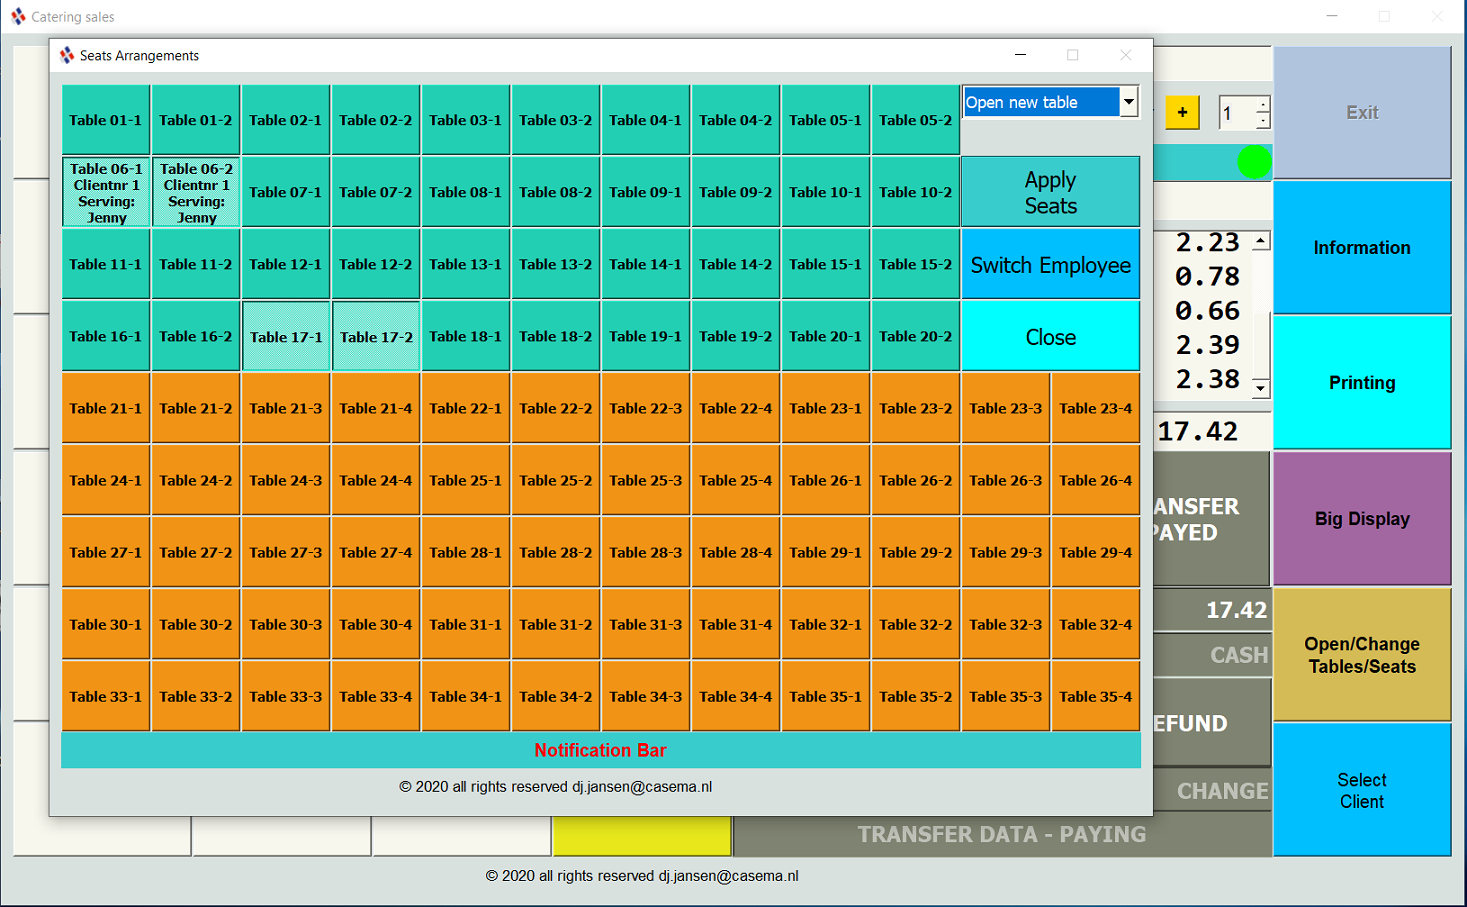 Catering sales
Seats Arrangements
Table 01-1 Table 01-2 Table 02-1 Table 02-2 Table 03-1 Table 03-2 Table 04-1 Table 04-2 Table 05-1 Table 05-2
Open new table
+
1
Exit
Table 06-1
Clientnr 1
Serving:
Jenny
Table 06-2
Clientnr 1
Serving:
Jenny
Table 07-1 Table 07-2 Table 08-1 Table 08-2 Table 09-1 Table 09-2 Table 10-1 Table 10-2
Apply
Seats
Table 11-1 Table 11-2 Table 12-1 Table 12-2 Table 13-1 Table 13-2 Table 14-1 Table 14-2 Table 15-1 Table 15-2
Switch Employee
2.23
0.78
0.66
2.39
2.38
Information
Table 16-1 Table 16-2 Table 17-1 Table 17-2 Table 18-1 Table 18-2 Table 19-1 Table 19-2 Table 20-1 Table 20-2
Close
Printing
Table 21-1 Table 21-2 Table 21-3 Table 21-4 Table 22-1 Table 22-2 Table 22-3 Table 22-4 Table 23-1 Table 23-2 Table 23-3 Table 23-4
17.42
Table 24-1 Table 24-2 Table 24-3 Table 24-4 Table 25-1 Table 25-2 Table 25-3 Table 25-4 Table 26-1 Table 26-2 Table 26-3 Table 26-4
ANSFER
PAYED
Big Display
Table 27-1 Table 27-2 Table 27-3 Table 27-4 Table 28-1 Table 28-2 Table 28-3 Table 28-4 Table 29-1 Table 29-2 Table 29-3 Table 29-4
17.42
Table 30-1 Table 30-2 Table 30-3 Table 30-4 Table 31-1 Table 31-2 Table 31-3 Table 31-4 Table 32-1 Table 32-2 Table 32-3 Table 32-4
CASH
Open/Change
Tables/Seats
Table 33-1 Table 33-2 Table 33-3 Table 33-4 Table 34-1 Table 34-2 Table 34-3 Table 34-4 Table 35-1 Table 35-2 Table 35-3 Table 35-4
EFUND
Notification Bar
© 2020 all rights reserved dj.jansen@casema.nl
CHANGE
Select
Client
TRANSFER DATA - PAYING
© 2020 all rights reserved dj.jansen@casema.nl